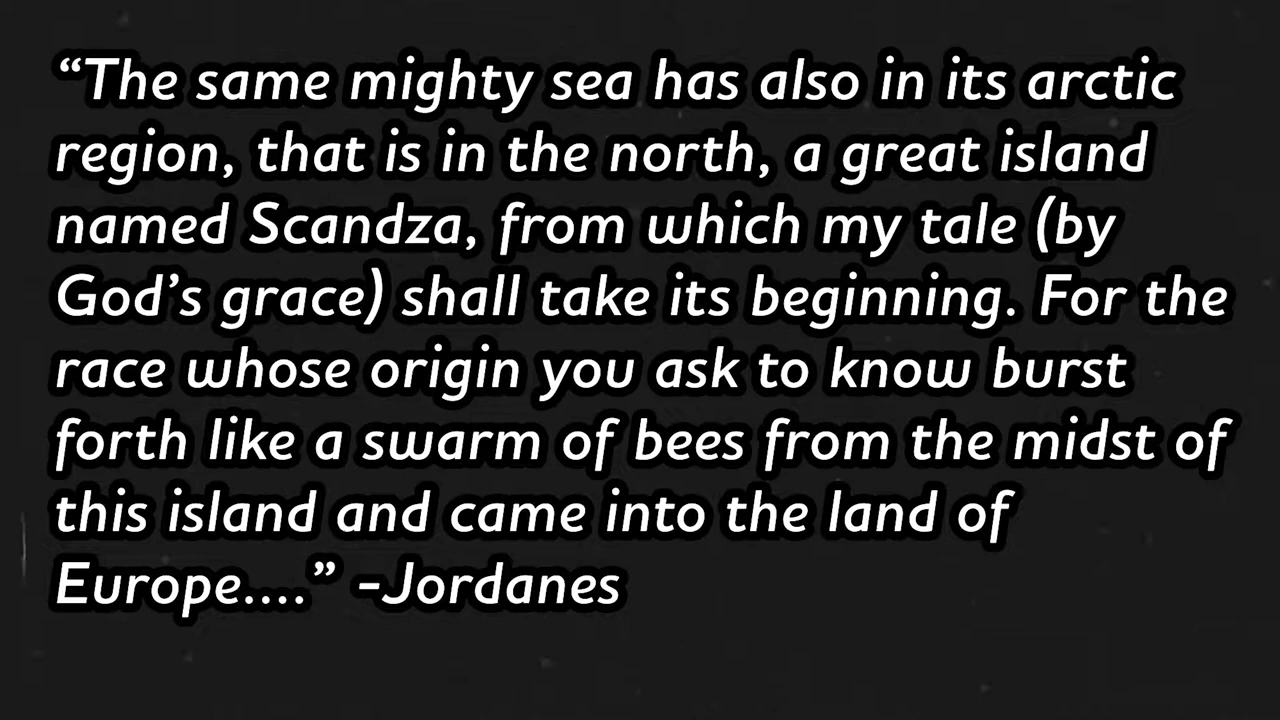 “The same mighty sea has also in its arctic
region, that is in the north, a great island
named Scandza, from which my tale (by
God’s grace) shall take its beginning. For the
race whose origin you ask to know burst
forth like a swarm of bees from the midst of
this island and came into the land of
Europe....” -Jordanes